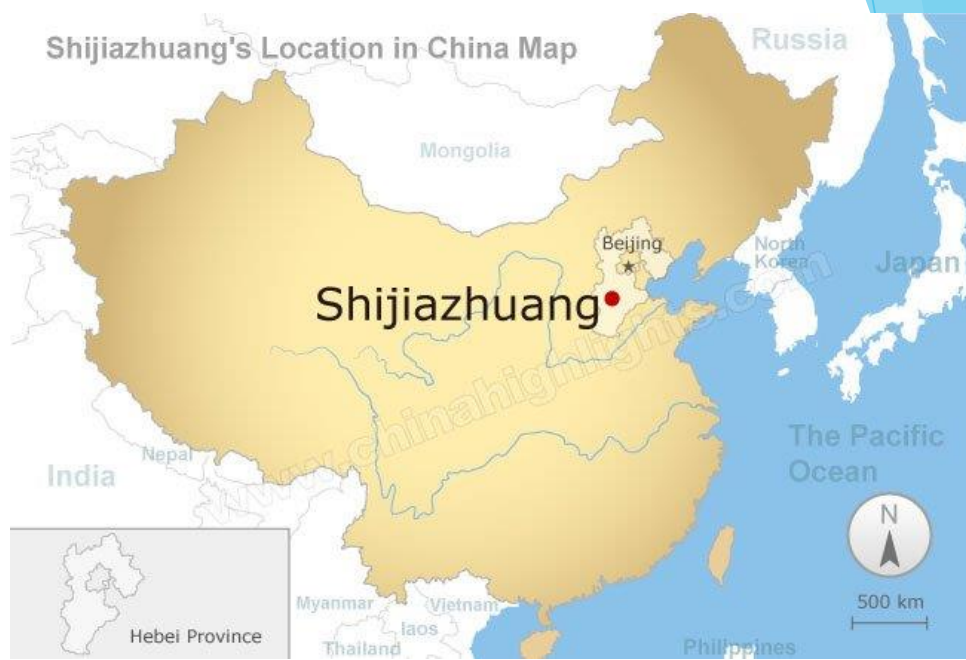 Shijiazhuang's Location in China Map
Russia
Mongolia
Beijing
North
Korea
Japan
Shijiazhuang
www.chinahighlights.com
The Pacific
Ocean
Nepal
India
N
500 km
Myanmar
Vietnam
laos
Thailand
Philippines
Hebei Province